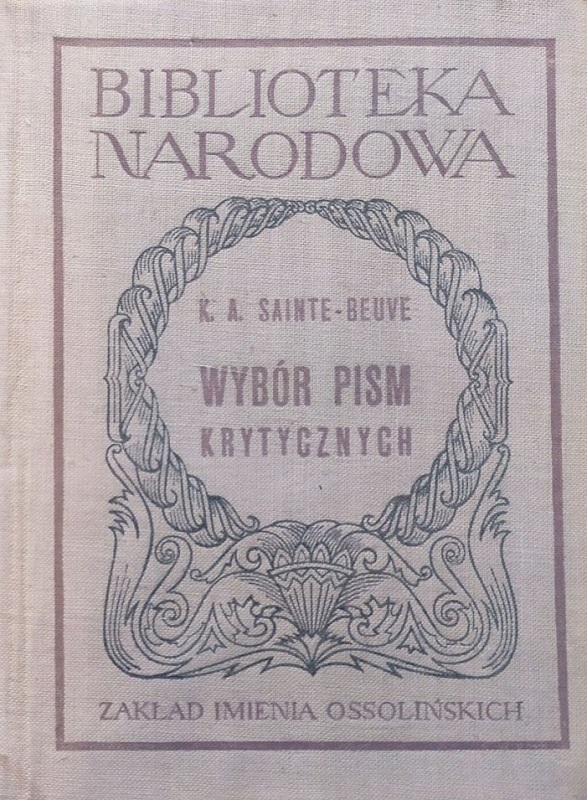 BIBLIOTEKA
NARODOWA
K. A. SAINTE-BEUVE
WYBÓR PISM
KRYTYCZNYCH
ZAKŁAD IMIENIA OSSOLIŃSKICH